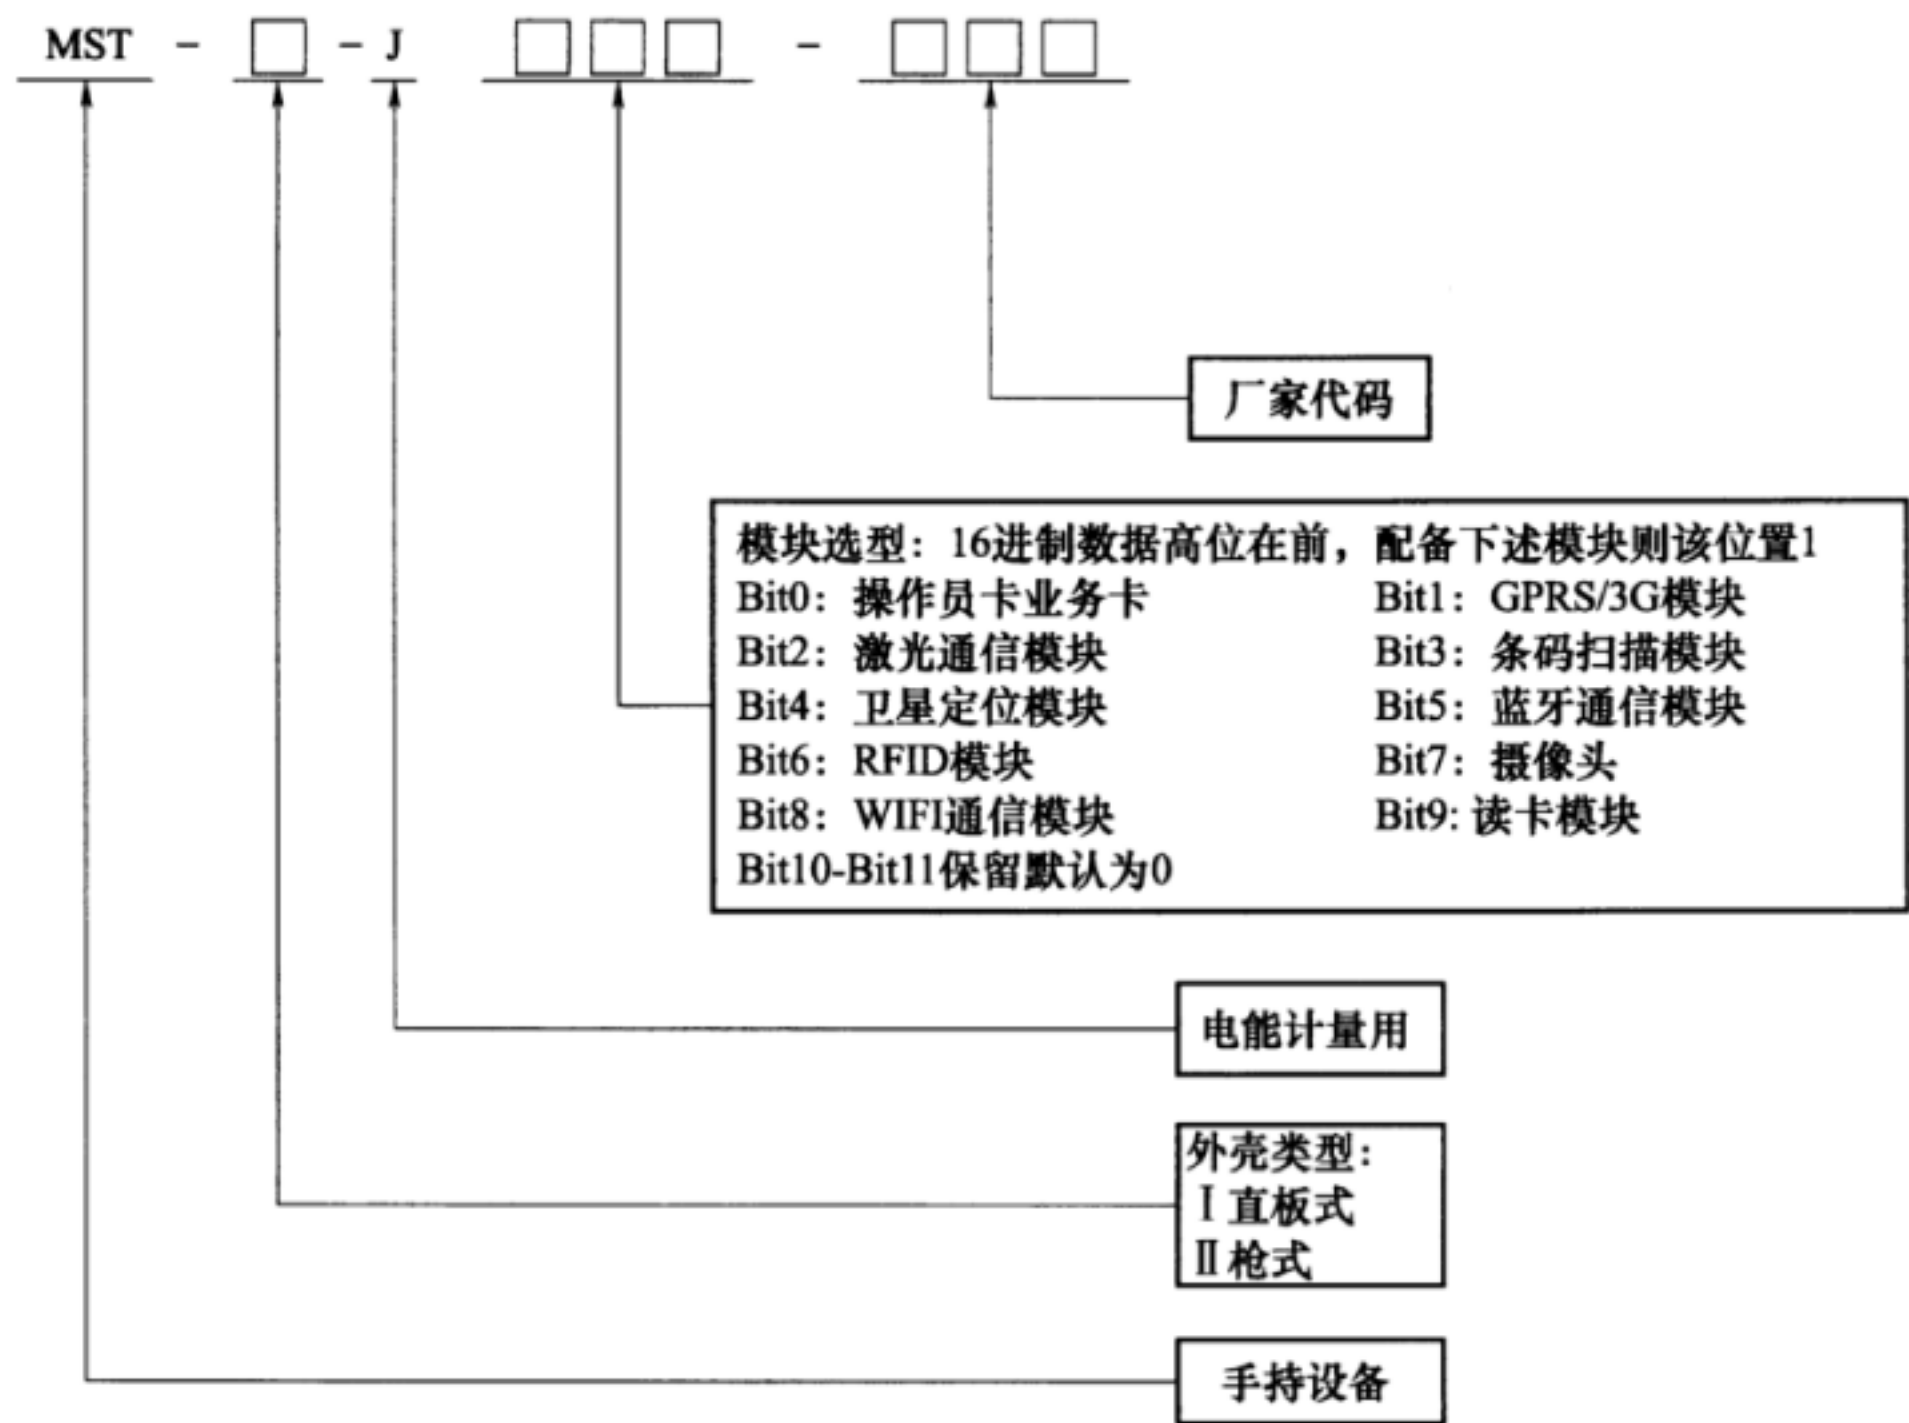 MST - □ - J □□□ - □□□
厂家代码
模块选型：16进制数据高位在前，配备下述模块则该位置1
Bit0：操作员卡业务卡 Bit1：GPRS/3G模块
Bit2：激光通信模块 Bit3：条码扫描模块
Bit4：卫星定位模块 Bit5：蓝牙通信模块
Bit6：RFID模块 Bit7：摄像头
Bit8：WIFI通信模块 Bit9: 读卡模块
Bit10-Bit11保留默认为0
电能计量用
外壳类型：
Ⅰ直板式
Ⅱ枪式
手持设备